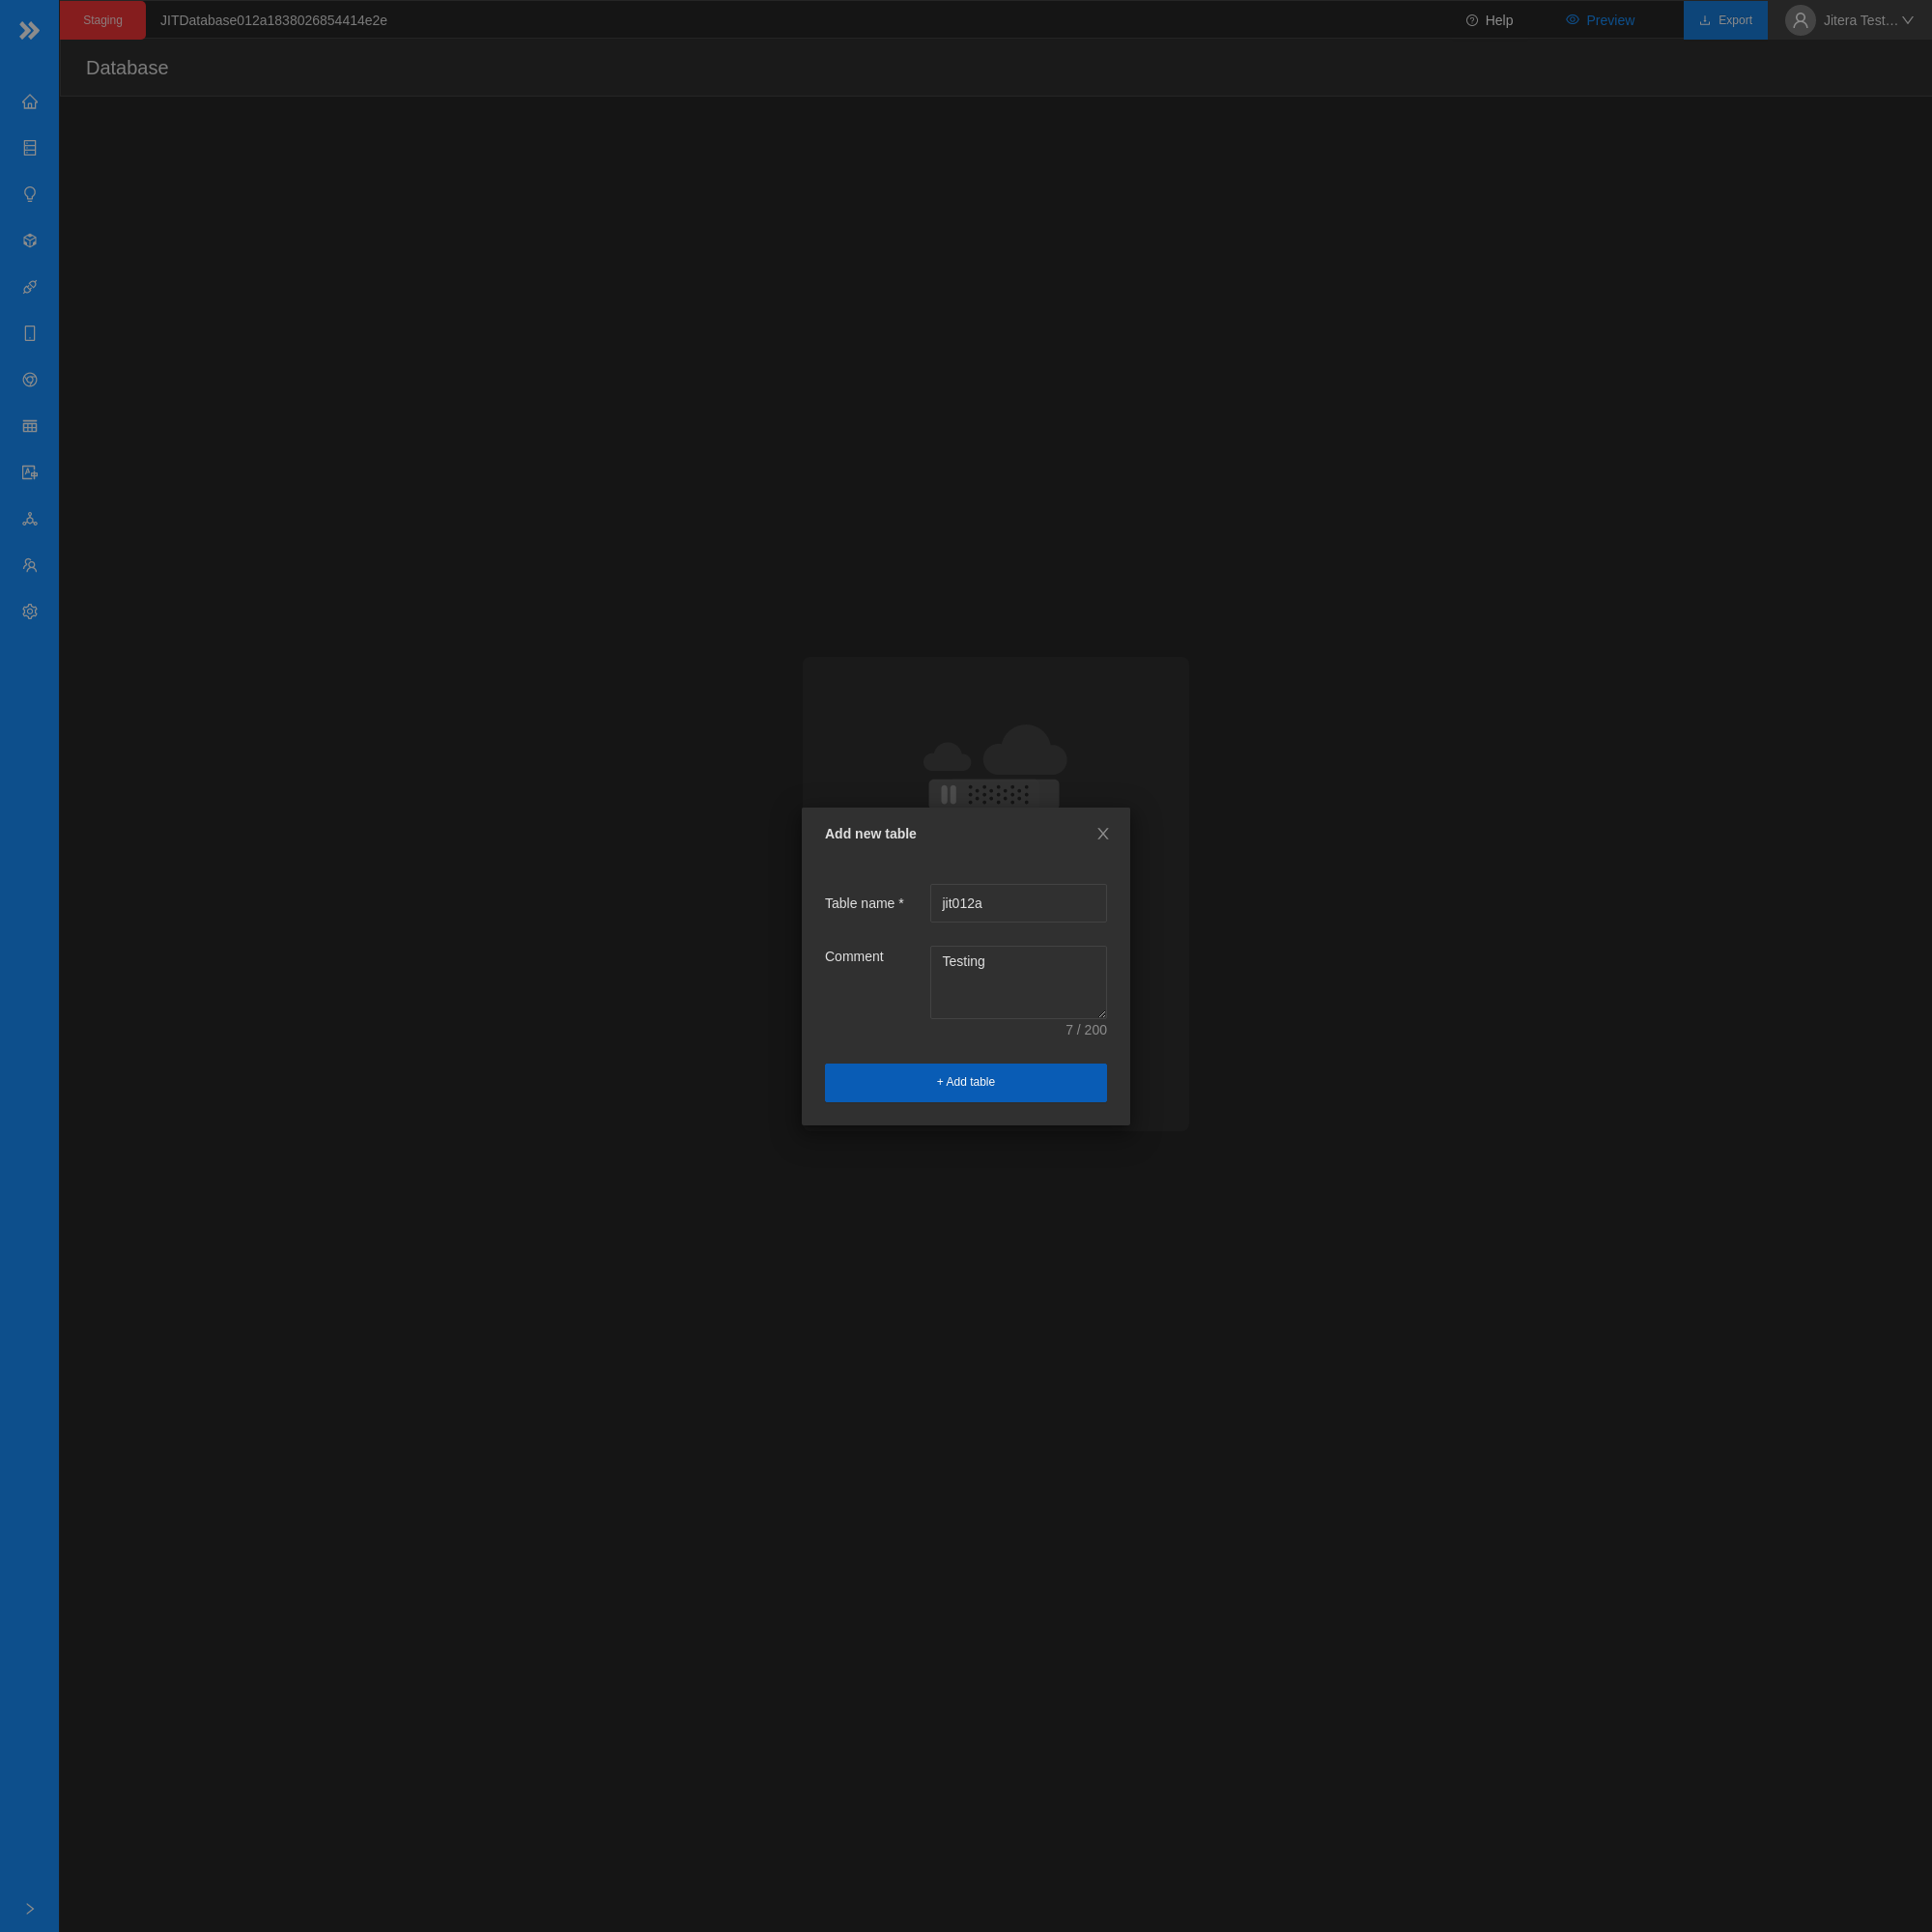 Staging
JITDatabase012a1838026854414e2e
Help
Preview
Export
Jitera Test...
Database
Add new table
Table name *
jit012a
Comment
Testing
7 / 200
+ Add table